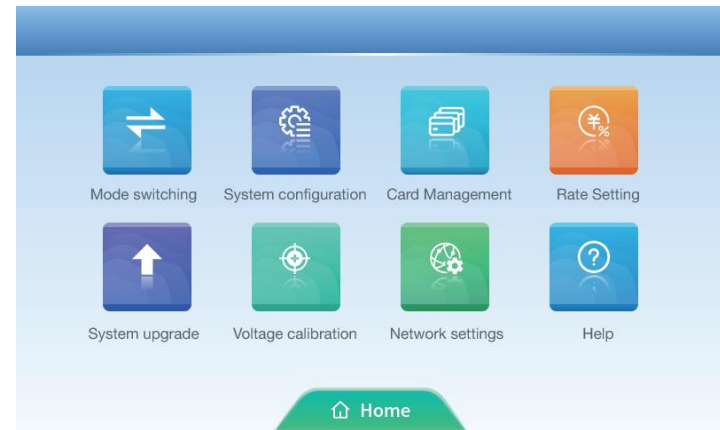 ¥
%
Mode switching
System configuration
Card Management
Rate Setting
?
System upgrade
Voltage calibration
Network settings
Help
Home